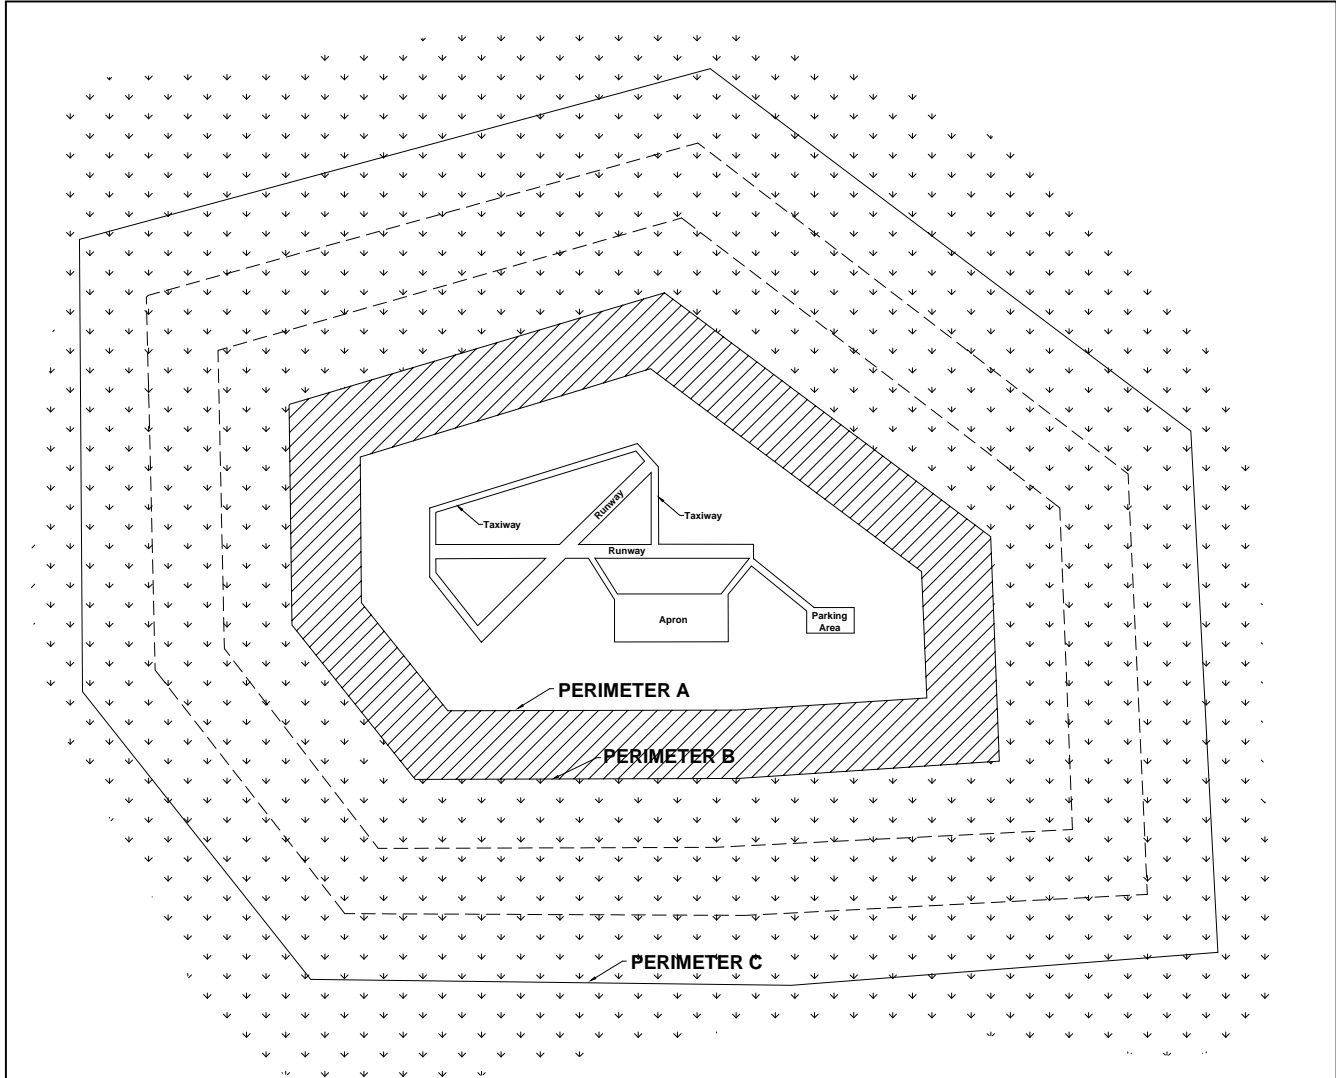 Runway
Taxiway
Taxiway
Runway
Apron
Parking
Area
PERIMETER A
PERIMETER B
PERIMETER C